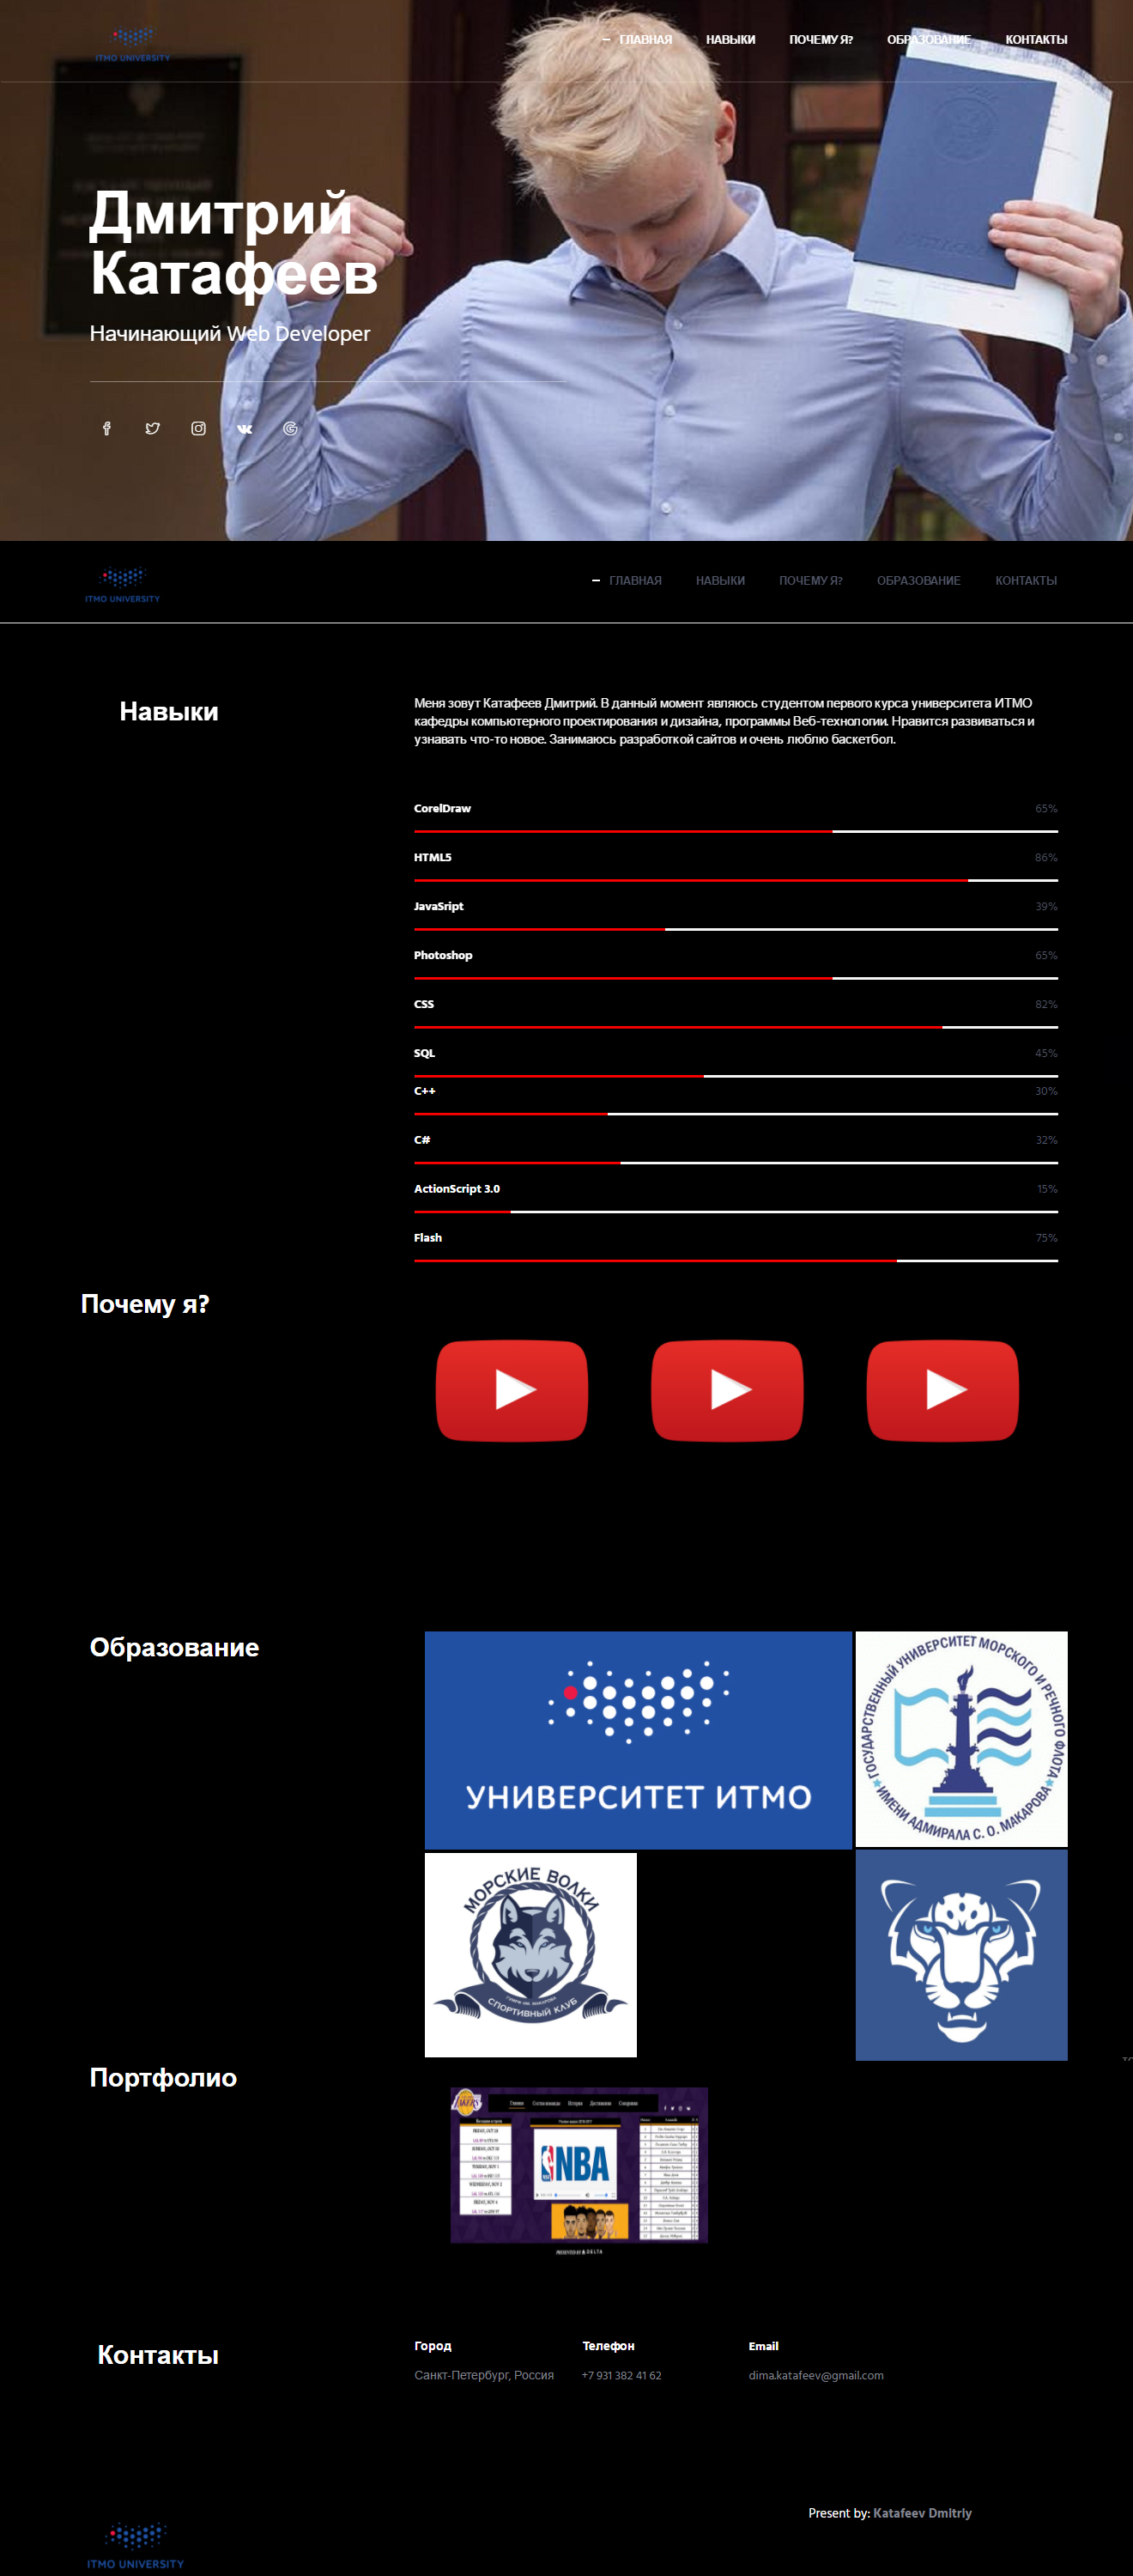 ITMO UNIVERSITY
ГЛАВНАЯ НАВЫКИ ПОЧЕМУ Я? ОБРАЗОВАНИЕ КОНТАКТЫ
Дмитрий
Катафеев
Начинающий Web Developer
ITMO UNIVERSITY
ГЛАВНАЯ НАВЫКИ ПОЧЕМУ Я? ОБРАЗОВАНИЕ КОНТАКТЫ
Навыки
Меня зовут Катафеев Дмитрий. В данный момент являюсь студентом первого курса университета ИТМО
кафедры компьютерного проектирования и дизайна, программы Веб-технологии. Нравится развиваться и
узнавать что-то новое. Занимаюсь разработкой сайтов и очень люблю баскетбол.
CorelDraw 65%
HTML5 86%
JavaSript 39%
Photoshop 65%
CSS 82%
SQL 45%
C++ 30%
C# 32%
ActionScript 3.0 15%
Flash 75%
Почему я?
Образование
УНИВЕРСИТЕТ ИТМО
ГОСУДАРСТВЕННЫЙ УНИВЕРСИТЕТ МОРСКОГО И РЕЧНОГО ФЛОТА
ИМЕНИ АДМИРАЛА С. О. МАКАРОВА
МОРСКИЕ ВОЛКИ
СПОРТИВНЫЙ КЛУБ
Портфолио
NBA
Контакты
Город Телефон Email
Санкт-Петербург, Россия +7 931 382 41 62 dima.katafeev@gmail.com
Present by: Katafeev Dmitriy
ITMO UNIVERSITY